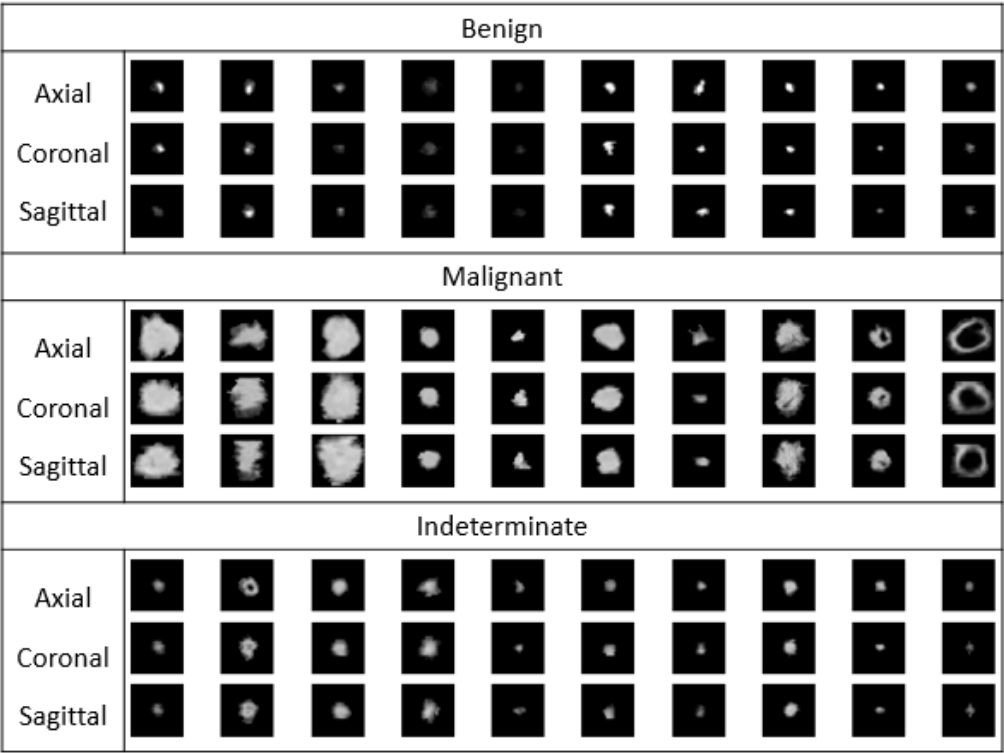 Benign
Axial
Coronal
Sagittal
Malignant
Axial
Coronal
Sagittal
Indeterminate
Axial
Coronal
Sagittal